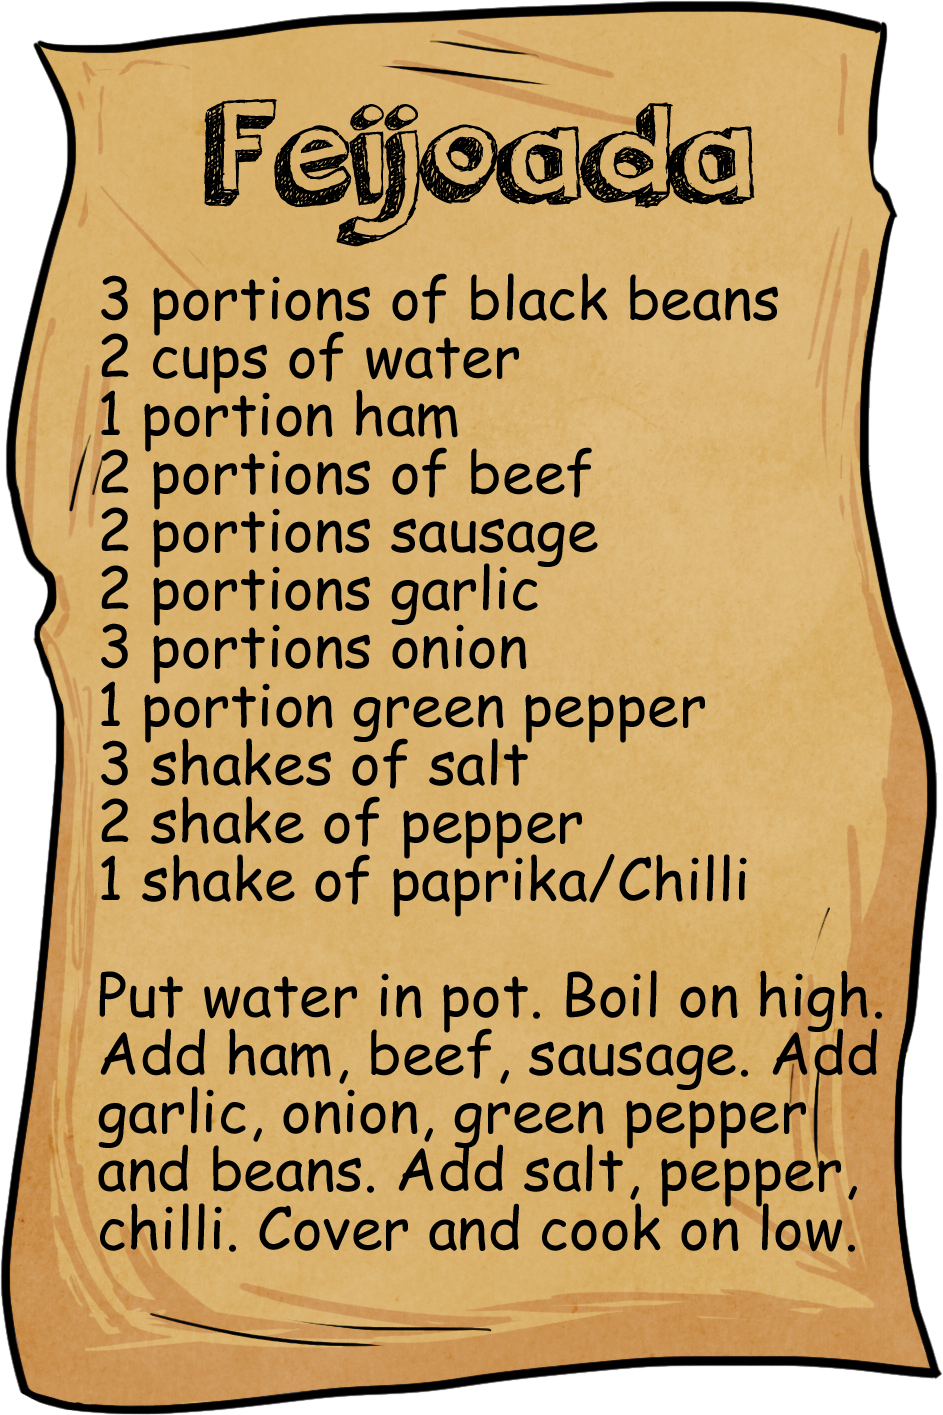 Feijoada
3 portions of black beans
2 cups of water
1 portion ham
2 portions of beef
2 portions sausage
2 portions garlic
3 portions onion
1 portion green pepper
3 shakes of salt
2 shake of pepper
1 shake of paprika/Chilli
Put water in pot. Boil on high.
Add ham, beef, sausage. Add
garlic, onion, green pepper
and beans. Add salt, pepper,
chilli. Cover and cook on low.